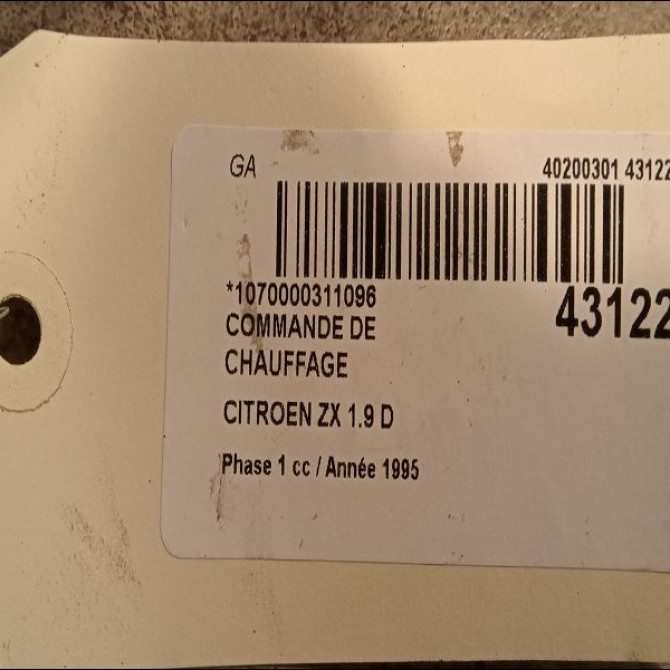 GA 40200301 43122
*1070000311096
43122
COMMANDE DE
CHAUFFAGE
CITROEN ZX 1.9 D
Phase 1 cc / Année 1995